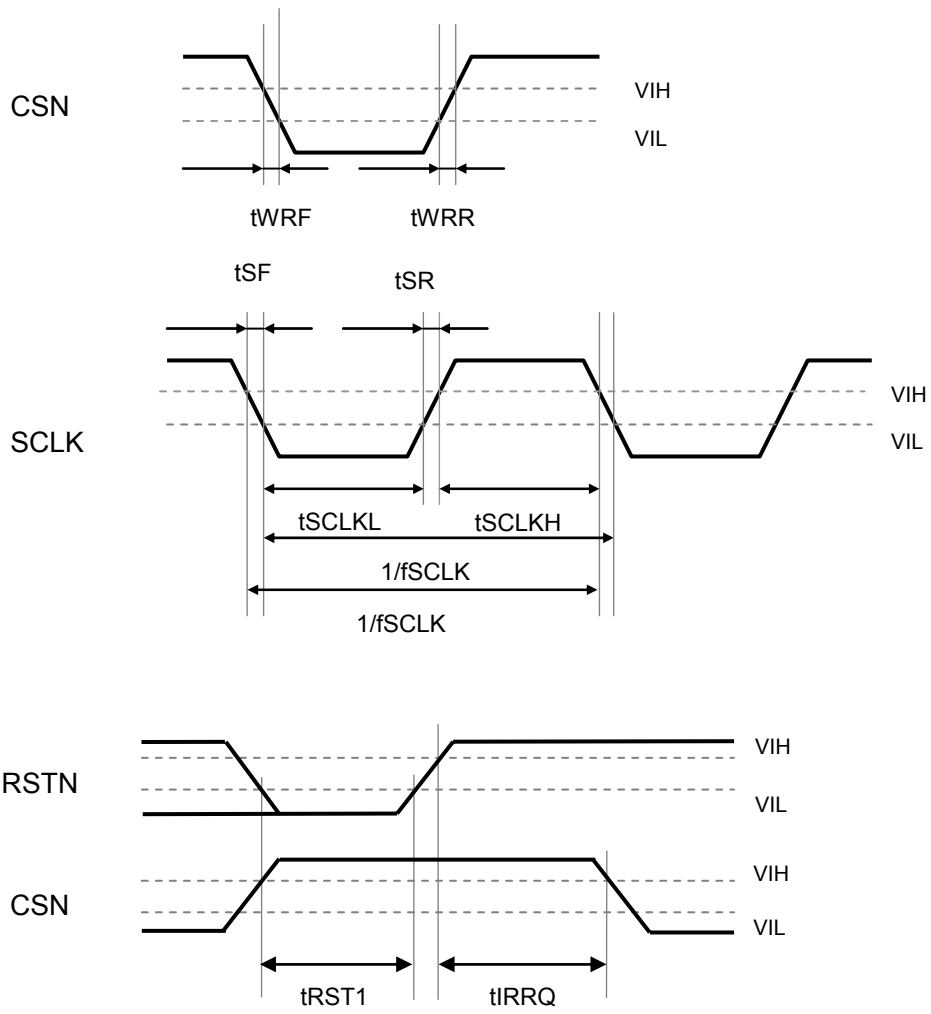 CSN
VIH
VIL
tWRF
tWRR
tSF
tSR
SCLK
VIH
VIL
tSCLKL
tSCLKH
1/fSCLK
1/fSCLK
RSTN
VIH
VIL
CSN
VIH
VIL
tRST1
tIRRQ